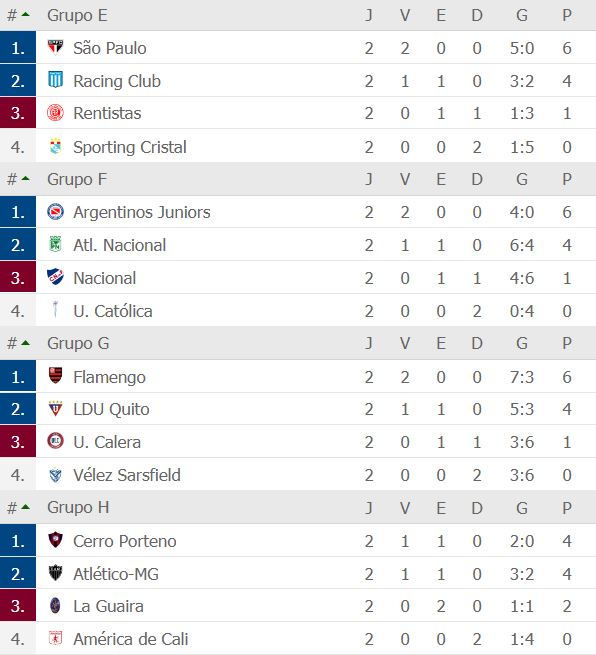 # Grupo E J V E D G P
1. São Paulo 2 2 0 0 5:0 6
2. Racing Club 2 1 1 0 3:2 4
3. Rentistas 2 0 1 1 1:3 1
4. Sporting Cristal 2 0 0 2 1:5 0
# Grupo F J V E D G P
1. Argentinos Juniors 2 2 0 0 4:0 6
2. Atl. Nacional 2 1 1 0 6:4 4
3. Nacional 2 0 1 1 4:6 1
4. U. Católica 2 0 0 2 0:4 0
# Grupo G J V E D G P
1. Flamengo 2 2 0 0 7:3 6
2. LDU Quito 2 1 1 0 5:3 4
3. U. Calera 2 0 1 1 3:6 1
4. Vélez Sarsfield 2 0 0 2 3:6 0
# Grupo H J V E D G P
1. Cerro Porteno 2 1 1 0 2:0 4
2. Atlético-MG 2 1 1 0 3:2 4
3. La Guaira 2 0 2 0 1:1 2
4. América de Cali 2 0 0 2 1:4 0